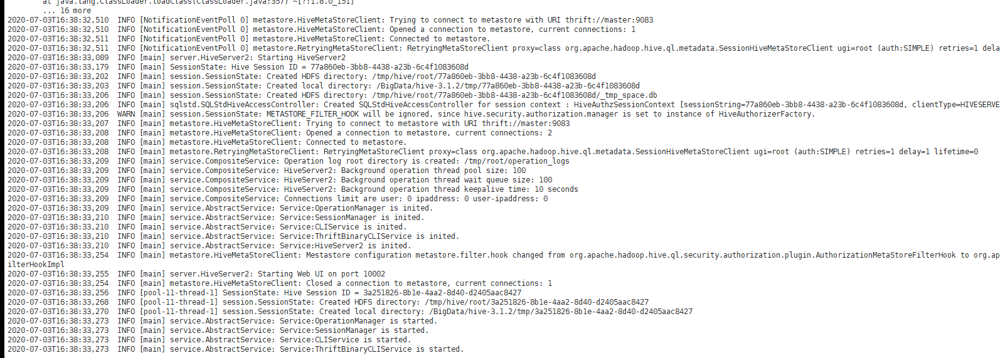 at java.lang.ClassLoader.loadClass(ClassLoader.java:357) ~[?:1.8.0_151]
... 16 more
2020-07-03T16:38:32,510  INFO [NotificationEventPoll 0] metastore.HiveMetaStoreClient: Trying to connect to metastore with URI thrift://master:9083
2020-07-03T16:38:32,510  INFO [NotificationEventPoll 0] metastore.HiveMetaStoreClient: Opened a connection to metastore, current connections: 1
2020-07-03T16:38:32,511  INFO [NotificationEventPoll 0] metastore.HiveMetaStoreClient: Connected to metastore.
2020-07-03T16:38:32,511  INFO [NotificationEventPoll 0] metastore.RetryingMetaStoreClient: RetryingMetaStoreClient proxy=class org.apache.hadoop.hive.ql.metadata.SessionHiveMetaStoreClient ugi=root (auth:SIMPLE) retries=1 dela
2020-07-03T16:38:33,089  INFO [main] server.HiveServer2: Starting HiveServer2
2020-07-03T16:38:33,179  INFO [main] SessionState: Hive Session ID = 77a860eb-3bb8-4438-a23b-6c4f1083608d
2020-07-03T16:38:33,202  INFO [main] session.SessionState: Created HDFS directory: /tmp/hive/root/77a860eb-3bb8-4438-a23b-6c4f1083608d
2020-07-03T16:38:33,203  INFO [main] session.SessionState: Created local directory: /BigData/hive-3.1.2/tmp/77a860eb-3bb8-4438-a23b-6c4f1083608d
2020-07-03T16:38:33,206  INFO [main] session.SessionState: Created HDFS directory: /tmp/hive/root/77a860eb-3bb8-4438-a23b-6c4f1083608d/_tmp_space.db
2020-07-03T16:38:33,206  INFO [main] sqlstd.SQLStdHiveAccessController: Created SQLStdHiveAccessController for session context : HiveAuthzSessionContext [sessionString=77a860eb-3bb8-4438-a23b-6c4f1083608d, clientType=HIVESERVE
2020-07-03T16:38:33,206  WARN [main] session.SessionState: METASTORE_FILTER_HOOK will be ignored, since hive.security.authorization.manager is set to instance of HiveAuthorizerFactory.
2020-07-03T16:38:33,207  INFO [main] metastore.HiveMetaStoreClient: Trying to connect to metastore with URI thrift://master:9083
2020-07-03T16:38:33,208  INFO [main] metastore.HiveMetaStoreClient: Opened a connection to metastore, current connections: 2
2020-07-03T16:38:33,208  INFO [main] metastore.HiveMetaStoreClient: Connected to metastore.
2020-07-03T16:38:33,208  INFO [main] metastore.RetryingMetaStoreClient: RetryingMetaStoreClient proxy=class org.apache.hadoop.hive.ql.metadata.SessionHiveMetaStoreClient ugi=root (auth:SIMPLE) retries=1 delay=1 lifetime=0
2020-07-03T16:38:33,209  INFO [main] service.CompositeService: Operation log root directory is created: /tmp/root/operation_logs
2020-07-03T16:38:33,209  INFO [main] service.CompositeService: HiveServer2: Background operation thread pool size: 100
2020-07-03T16:38:33,209  INFO [main] service.CompositeService: HiveServer2: Background operation thread wait queue size: 100
2020-07-03T16:38:33,209  INFO [main] service.CompositeService: HiveServer2: Background operation thread keepalive time: 10 seconds
2020-07-03T16:38:33,209  INFO [main] service.CompositeService: Connections limit are user: 0 ipaddress: 0 user-ipaddress: 0
2020-07-03T16:38:33,209  INFO [main] service.AbstractService: Service:OperationManager is inited.
2020-07-03T16:38:33,210  INFO [main] service.AbstractService: Service:SessionManager is inited.
2020-07-03T16:38:33,210  INFO [main] service.AbstractService: Service:CLIService is inited.
2020-07-03T16:38:33,210  INFO [main] service.AbstractService: Service:ThriftBinaryCLIService is inited.
2020-07-03T16:38:33,210  INFO [main] service.AbstractService: Service:HiveServer2 is inited.
2020-07-03T16:38:33,254  INFO [main] metastore.HiveMetaStoreClient: Mestastore configuration metastore.filter.hook changed from org.apache.hadoop.hive.ql.security.authorization.plugin.AuthorizationMetaStoreFilterHook to org.ap
ilterHookImpl
2020-07-03T16:38:33,255  INFO [main] server.HiveServer2: Starting Web UI on port 10002
2020-07-03T16:38:33,254  INFO [main] metastore.HiveMetaStoreClient: Closed a connection to metastore, current connections: 1
2020-07-03T16:38:33,256  INFO [pool-11-thread-1] SessionState: Hive Session ID = 3a251826-8b1e-4aa2-8d40-d2405aac8427
2020-07-03T16:38:33,268  INFO [pool-11-thread-1] session.SessionState: Created HDFS directory: /tmp/hive/root/3a251826-8b1e-4aa2-8d40-d2405aac8427
2020-07-03T16:38:33,270  INFO [pool-11-thread-1] session.SessionState: Created local directory: /BigData/hive-3.1.2/tmp/3a251826-8b1e-4aa2-8d40-d2405aac8427
2020-07-03T16:38:33,273  INFO [main] service.AbstractService: Service:OperationManager is started.
2020-07-03T16:38:33,273  INFO [main] service.AbstractService: Service:SessionManager is started.
2020-07-03T16:38:33,273  INFO [main] service.AbstractService: Service:CLIService is started.
2020-07-03T16:38:33,273  INFO [main] service.AbstractService: Service:ThriftBinaryCLIService is started.